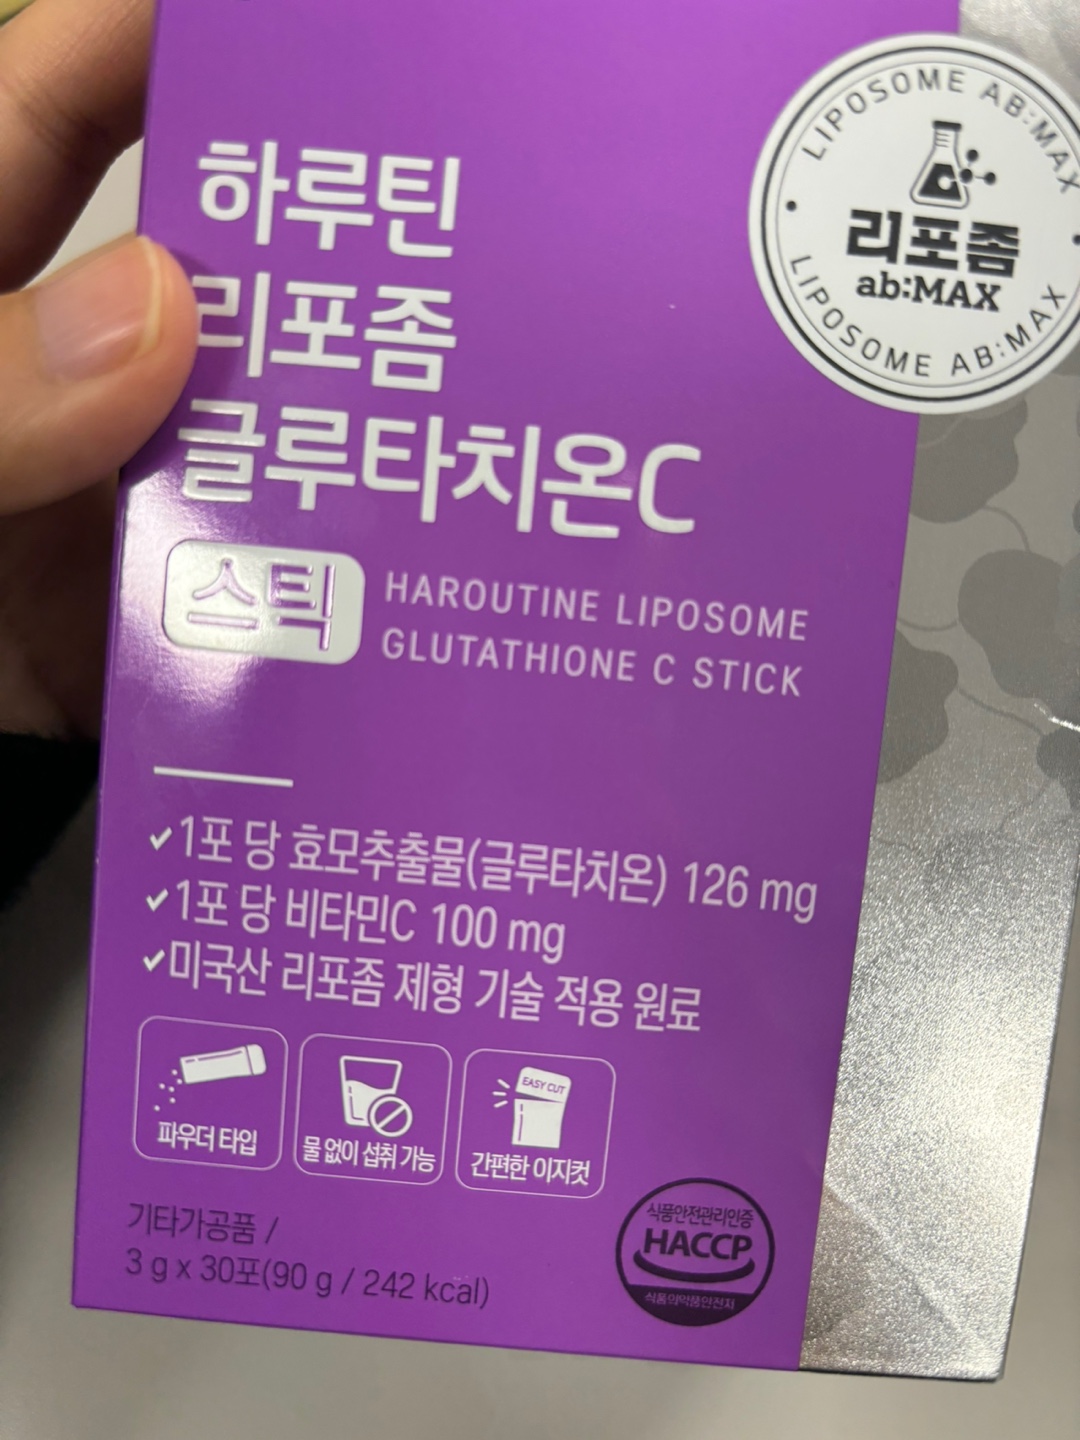 하루틴
리포좀
글루타치온C
스틱
HAROUTINE LIPOSOME
GLUTATHIONE C STICK
LIPOSOME AB:MAX
리포좀
ab:MAX
LIPOSOME AB:MAX
✓1포 당 효모추출물(글루타치온) 126 mg
✓1포 당 비타민C 100 mg
✓미국산 리포좀 제형 기술 적용 원료
파우더 타입
물 없이 섭취 가능
EASY CUT
간편한 이지컷
기타가공품 /
3 g x 30포(90 g / 242 kcal)
식품안전관리인증
HACCP
식품의약품안전처